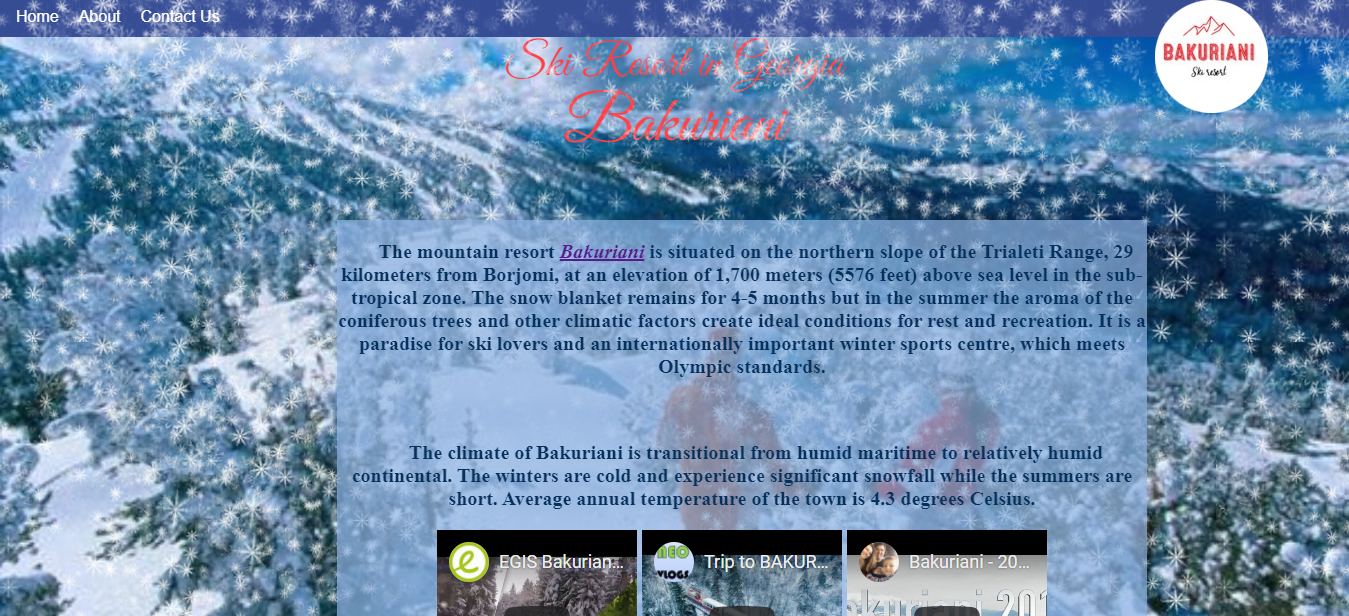 Home About Contact Us
BAKURIANI
Ski resort
Ski Resort in Georgia
Bakuriani
The mountain resort Bakuriani is situated on the northern slope of the Trialeti Range, 29
kilometers from Borjomi, at an elevation of 1,700 meters (5576 feet) above sea level in the sub-
tropical zone. The snow blanket remains for 4-5 months but in the summer the aroma of the
coniferous trees and other climatic factors create ideal conditions for rest and recreation. It is a
paradise for ski lovers and an internationally important winter sports centre, which meets
Olympic standards.
The climate of Bakuriani is transitional from humid maritime to relatively humid
continental. The winters are cold and experience significant snowfall while the summers are
short. Average annual temperature of the town is 4.3 degrees Celsius.
EGIS Bakurian...
NEO
VLOGS
Trip to BAKUR...
Bakuriani - 20...